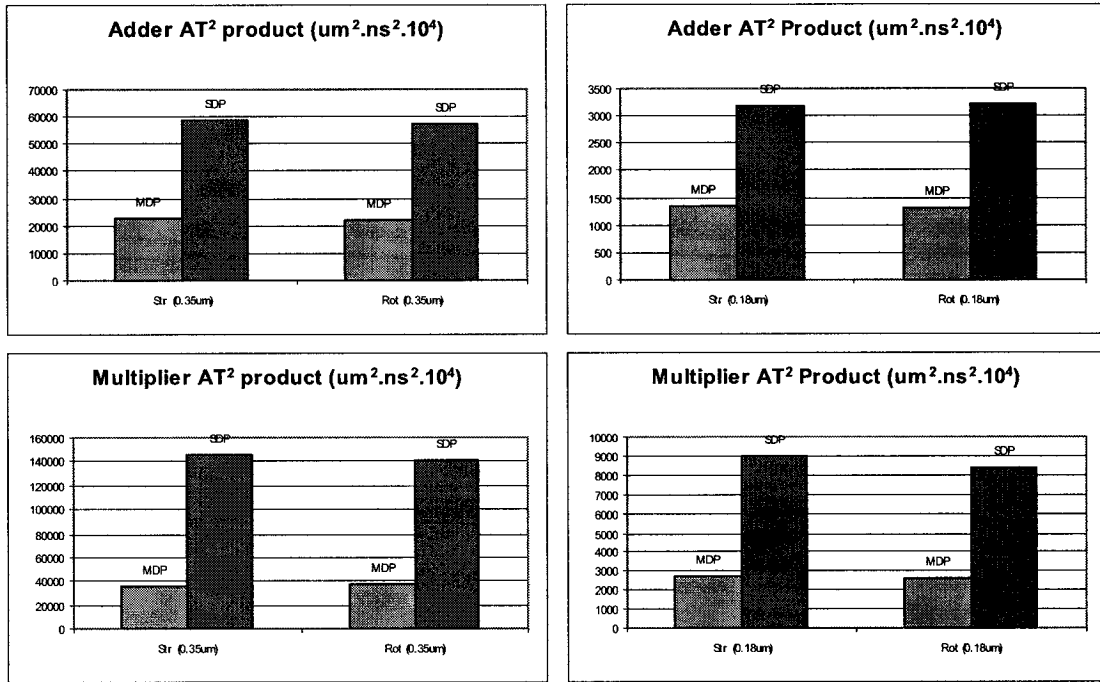 Adder AT² product (um².ns².10⁴)
70000
60000
50000
40000
30000
20000
10000
0
MDP
SDP
MDP
SDP
Str (0.35um)
Rot (0.35um)
Adder AT² Product (um².ns².10⁴)
3500
3000
2500
2000
1500
1000
500
0
MDP
SDP
MDP
SDP
Str (0.18um)
Rot (0.18um)
Multiplier AT² product (um².ns².10⁴)
160000
140000
120000
100000
80000
60000
40000
20000
0
MDP
SDP
MDP
SDP
Str (0.35um)
Rot (0.35um)
Multiplier AT² Product (um².ns².10⁴)
10000
9000
8000
7000
6000
5000
4000
3000
2000
1000
0
MDP
SDP
MDP
SDP
Str (0.18um)
Rot (0.18um)